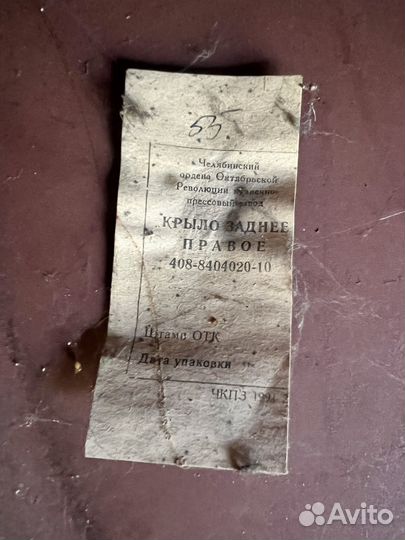 55
Челябинский
ордена Октябрьской
Революции кузнечно-
прессовый завод
КРЫЛО ЗАДНЕЕ
ПРАВОЕ
408-8404020-10
Штамп ОТК
Дата упаковки
ЧКПЗ
Avito